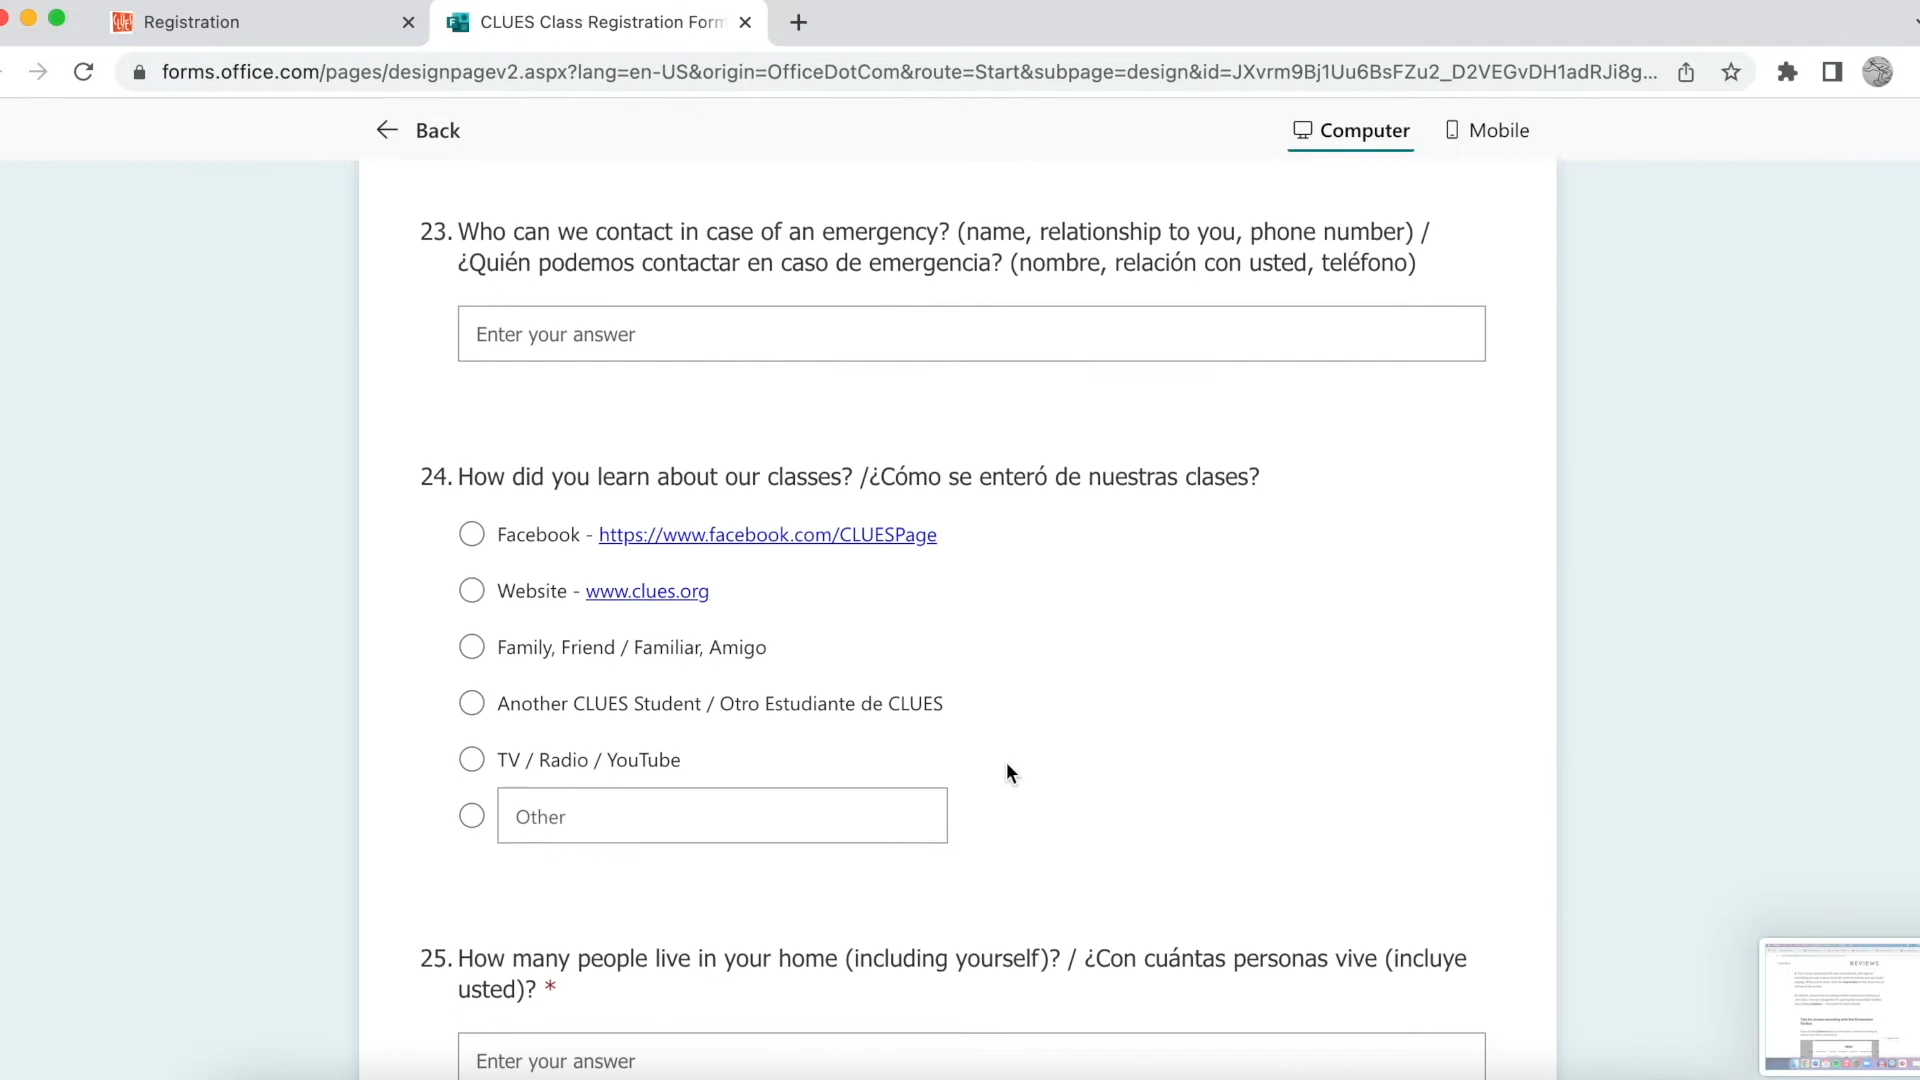 Registration
CLUES Class Registration Form
forms.office.com/pages/designpagev2.aspx?lang=en-US&origin=OfficeDotCom&route=Start&subpage=design&id=JXvrm9Bj1Uu6BsFZu2_D2VEGvDH1adRJi8g...
Back
Computer
Mobile
23. Who can we contact in case of an emergency? (name, relationship to you, phone number) /
¿Quién podemos contactar en caso de emergencia? (nombre, relación con usted, teléfono)
Enter your answer
24. How did you learn about our classes? /¿Cómo se enteró de nuestras clases?
Facebook - https://www.facebook.com/CLUESPage
Website - www.clues.org
Family, Friend / Familiar, Amigo
Another CLUES Student / Otro Estudiante de CLUES
TV / Radio / YouTube
Other
25. How many people live in your home (including yourself)? / ¿Con cuántas personas vive (incluye
usted)? *
Enter your answer
REVIEWS